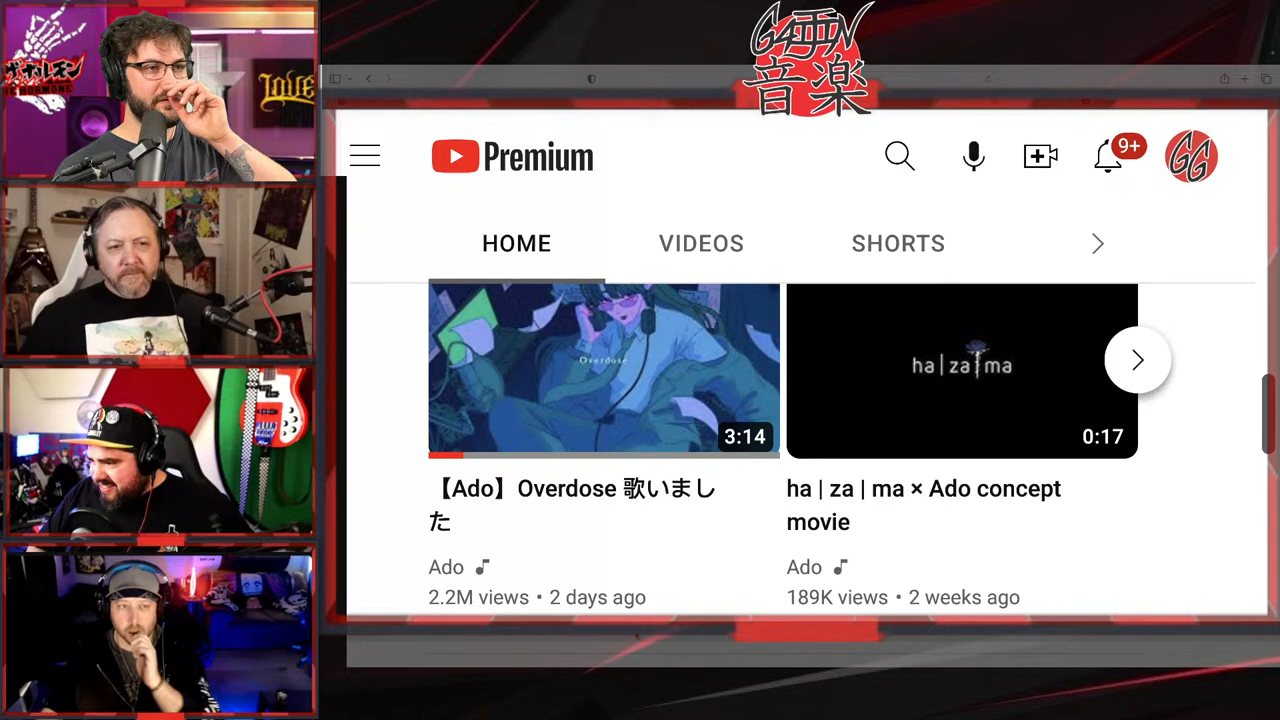 GAIJIN
音楽
Premium
9+
GG
HOME
VIDEOS
SHORTS
Overdose
3:14
ha|za|ma
0:17
【Ado】Overdose 歌いまし
た
Ado
2.2M views • 2 days ago
ha | za | ma × Ado concept
movie
Ado
189K views • 2 weeks ago